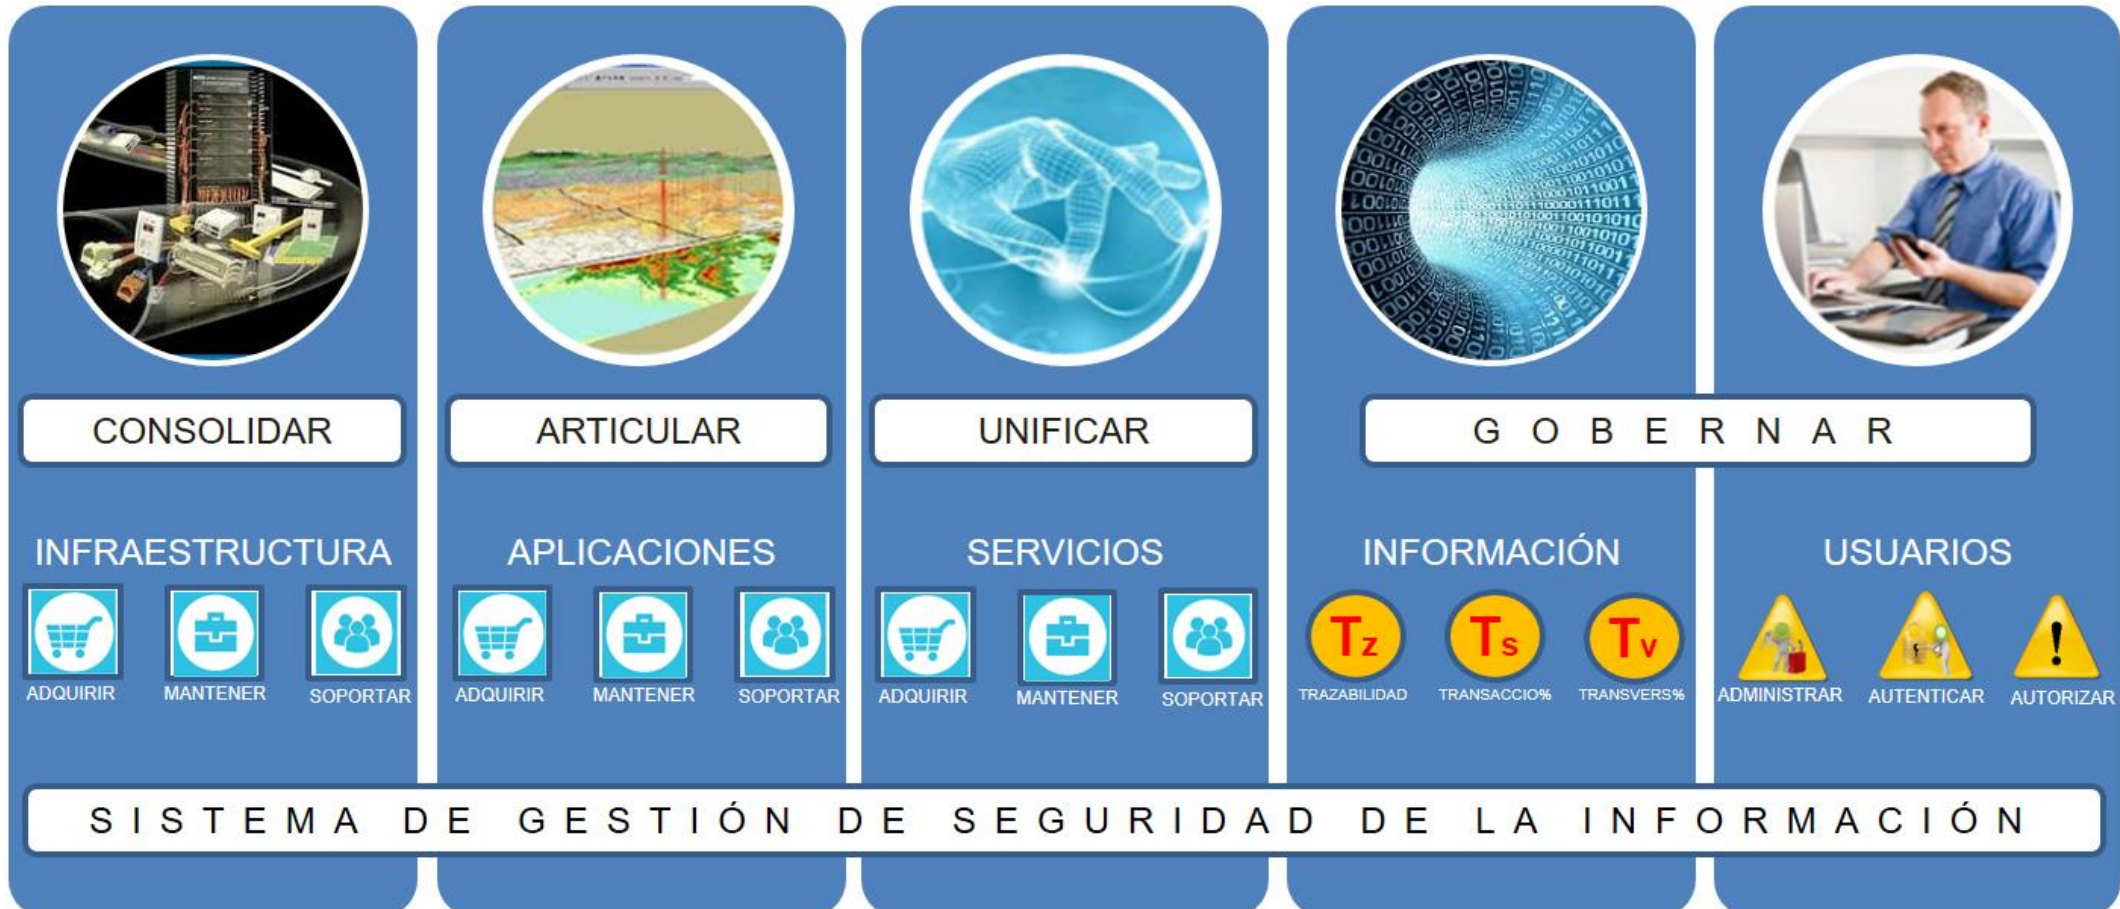 CONSOLIDAR
ARTICULAR
UNIFICAR
G O B E R N A R
INFRAESTRUCTURA
APLICACIONES
SERVICIOS
INFORMACIÓN
USUARIOS
Tz
Ts
Tv
ADQUIRIR
MANTENER
SOPORTAR
ADQUIRIR
MANTENER
SOPORTAR
ADQUIRIR
MANTENER
SOPORTAR
TRAZABILIDAD
TRANSACCIO%
TRANSVERS%
ADMINISTRAR
AUTENTICAR
AUTORIZAR
S I S T E M A D E G E S T I Ó N D E S E G U R I D A D D E L A I N F O R M A C I Ó N